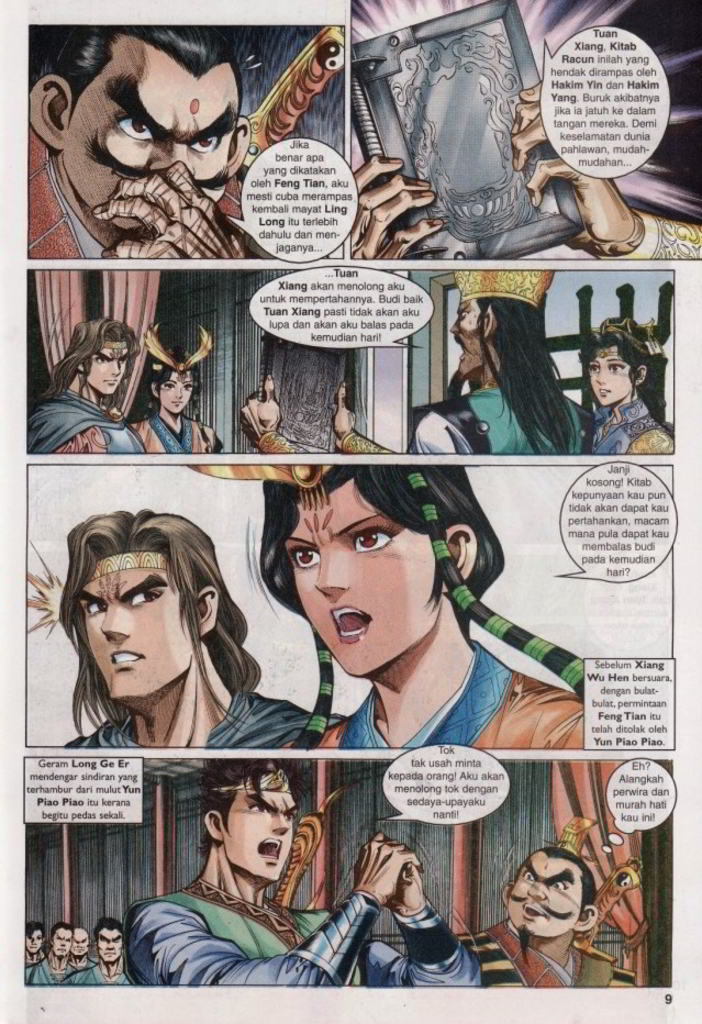 Jika
benar apa
yang dikatakan
oleh Feng Tian, aku
mesti cuba merampas
kembali mayat Ling
Long itu terlebih
dahulu dan men-
jaganya...
Tuan
Xiang, Kitab
Racun inilah yang
hendak dirampas oleh
Hakim Yin dan Hakim
Yang. Buruk akibatnya
jika ia jatuh ke dalam
tangan mereka. Demi
keselamatan dunia
pahlawan, mudah-
mudahan...
...Tuan
Xiang akan menolong aku
untuk mempertahannya. Budi baik
Tuan Xiang pasti tidak akan aku
lupa dan akan aku balas pada
kemudian hari!
Janji
kosong! Kitab
kepunyaan kau pun
tidak akan dapat kau
pertahankan, macam
mana pula dapat kau
membalas budi
pada kemudian
hari?
Sebelum Xiang
Wu Hen bersuara,
dengan bulat-
bulat, permintaan
Feng Tian itu
telah ditolak oleh
Yun Piao Piao.
Geram Long Ge Er
mendengar sindiran yang
terhambur dari mulut Yun
Piao Piao itu kerana
begitu pedas sekali.
Tok
tak usah minta
kepada orang! Aku akan
menolong tok dengan
sedaya-upayaku
nanti!
Eh?
Alangkah
perwira dan
murah hati
kau ini!
9